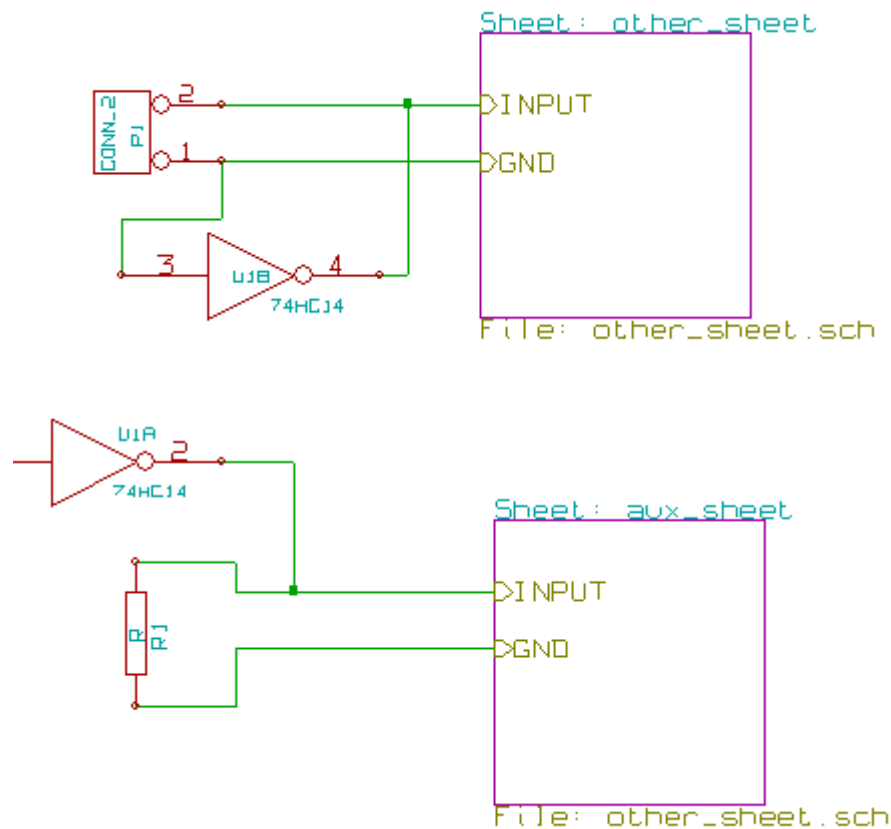 Sheet: other_sheet
CONN_2
P1
2
INPUT
1
GND
3
U1B
4
74HC14
File: other_sheet.sch
U1A
2
74HC14
Sheet: aux_sheet
INPUT
R
R1
GND
File: other_sheet.sch